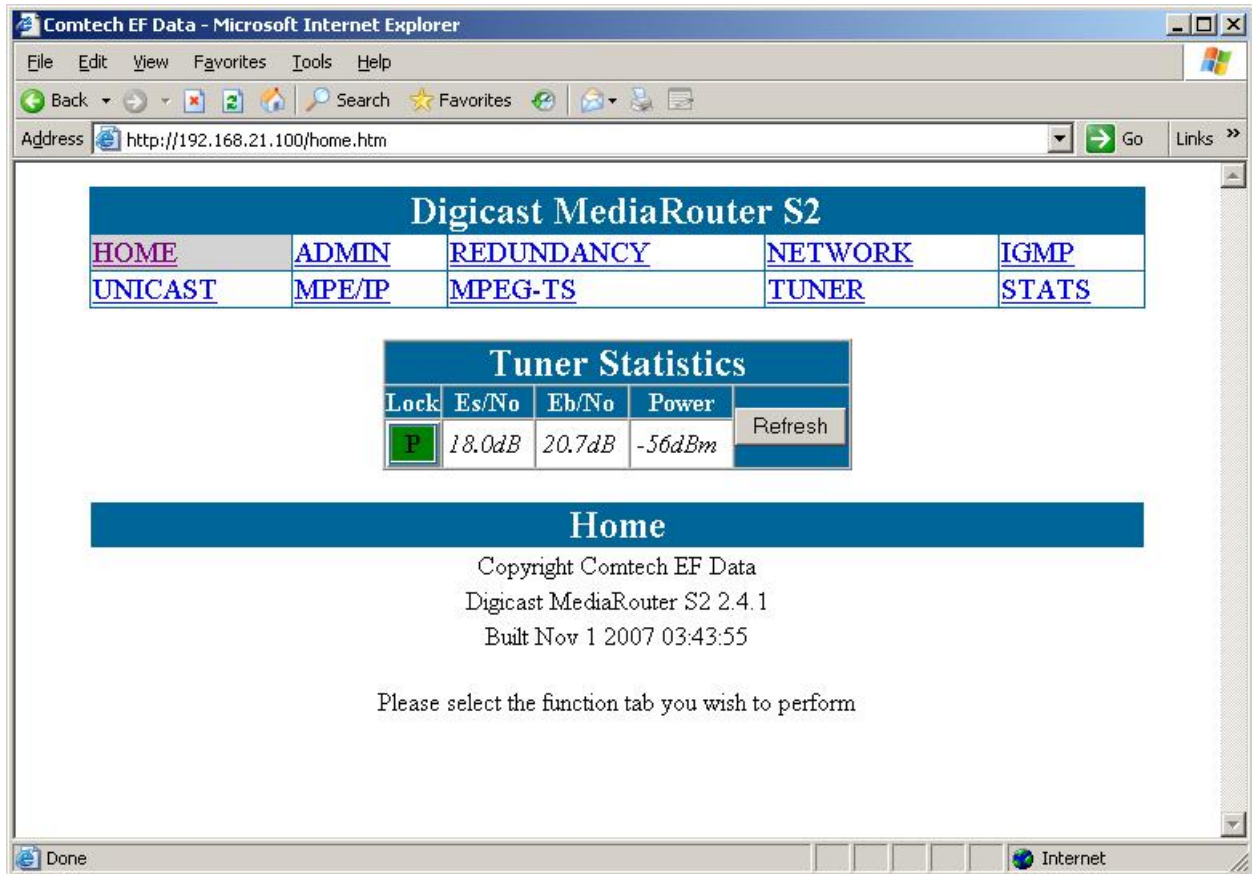 Comtech EF Data - Microsoft Internet Explorer
File Edit View Favorites Tools Help
Back Search Favorites
Address http://192.168.21.100/home.htm Go Links »
Digicast MediaRouter S2
HOME ADMIN REDUNDANCY NETWORK IGMP
UNICAST MPE/IP MPEG-TS TUNER STATS
Tuner Statistics
Lock Es/No Eb/No Power
P 18.0dB 20.7dB -56dBm Refresh
Home
Copyright Comtech EF Data
Digicast MediaRouter S2 2.4.1
Built Nov 1 2007 03:43:55
Please select the function tab you wish to perform
Done Internet